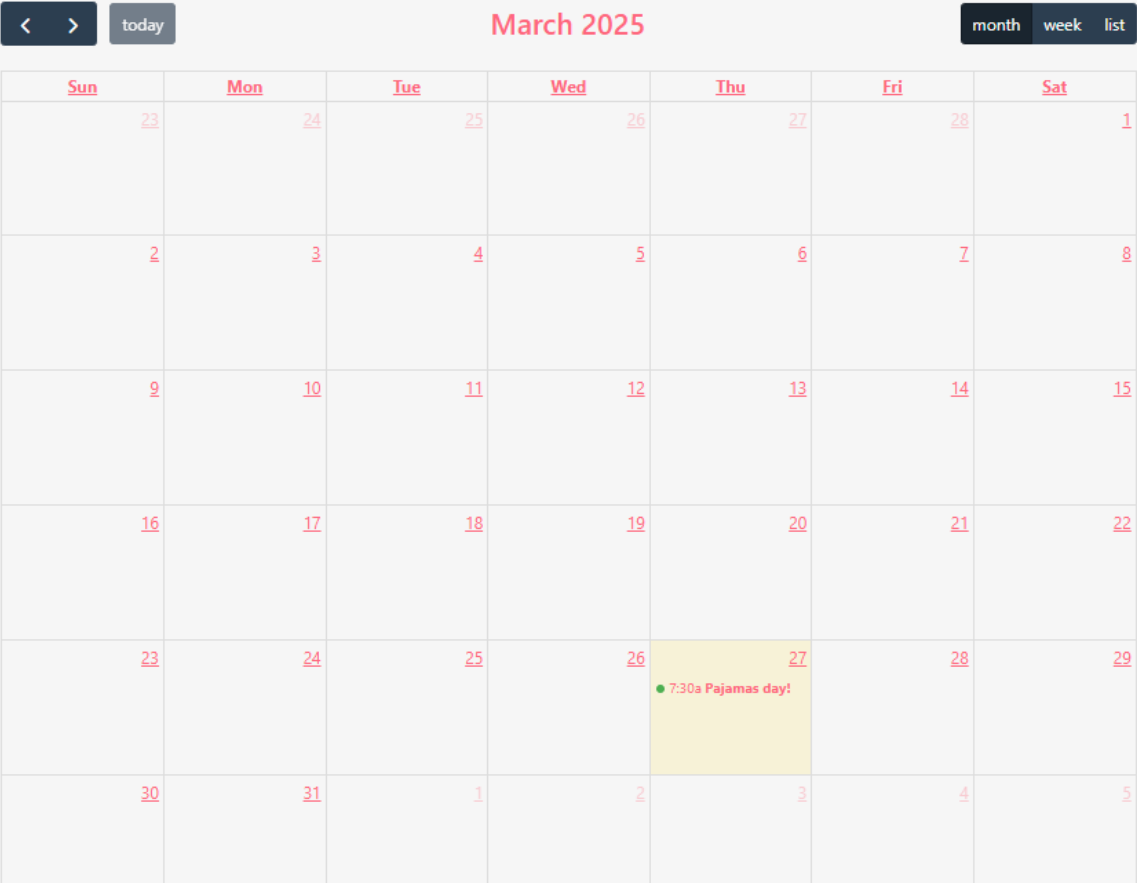 today March 2025 month week list
Sun Mon Tue Wed Thu Fri Sat
23 24 25 26 27 28 1
2 3 4 5 6 7 8
9 10 11 12 13 14 15
16 17 18 19 20 21 22
23 24 25 26 27 28 29
7:30a Pajamas day!
30 31 1 2 3 4 5